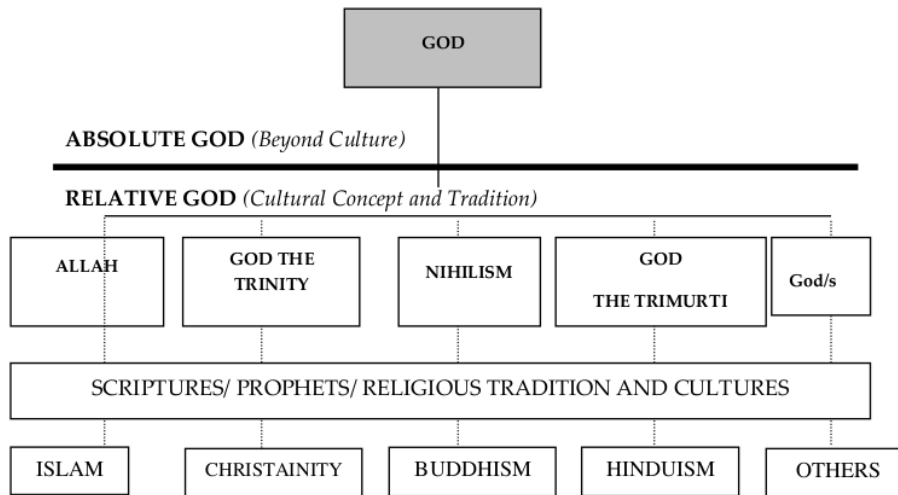 GOD
ABSOLUTE GOD (Beyond Culture)
RELATIVE GOD (Cultural Concept and Tradition)
ALLAH
GOD THE
TRINITY
NIHILISM
GOD
THE TRIMURTI
God/s
SCRIPTURES/ PROPHETS/ RELIGIOUS TRADITION AND CULTURES
ISLAM
CHRISTAINITY
BUDDHISM
HINDUISM
OTHERS